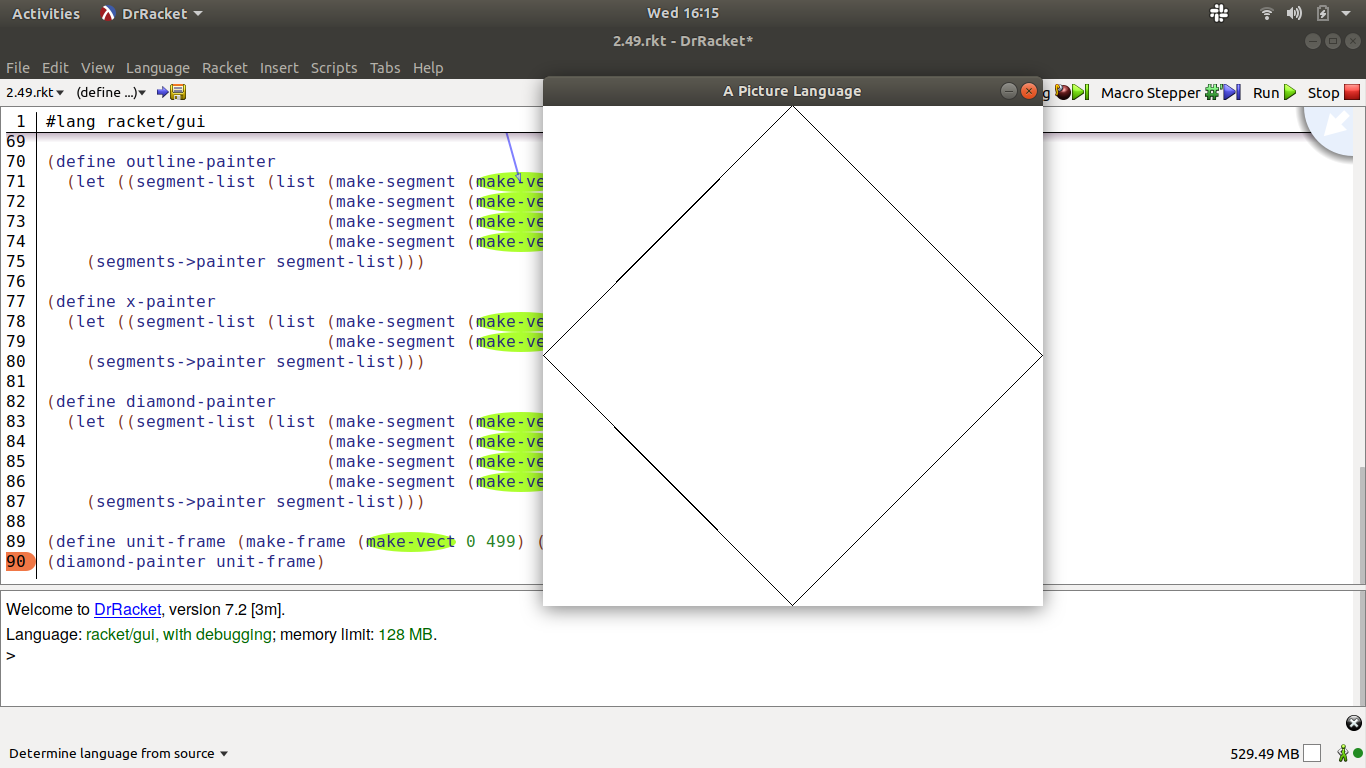 Activities DrRacket Wed 16:15
2.49.rkt - DrRacket*
File Edit View Language Racket Insert Scripts Tabs Help
2.49.rkt (define ...) Macro Stepper Run Stop
A Picture Language
1 #lang racket/gui
69
70 (define outline-painter
71 (let ((segment-list (list (make-segment (make-ve
72 (make-segment (make-ve
73 (make-segment (make-ve
74 (make-segment (make-ve
75 (segments->painter segment-list)))
76
77 (define x-painter
78 (let ((segment-list (list (make-segment (make-ve
79 (make-segment (make-ve
80 (segments->painter segment-list)))
81
82 (define diamond-painter
83 (let ((segment-list (list (make-segment (make-ve
84 (make-segment (make-ve
85 (make-segment (make-ve
86 (make-segment (make-ve
87 (segments->painter segment-list)))
88
89 (define unit-frame (make-frame (make-vect 0 499) (
90 (diamond-painter unit-frame)
Welcome to DrRacket, version 7.2 [3m].
Language: racket/gui, with debugging; memory limit: 128 MB.
>
Determine language from source 529.49 MB